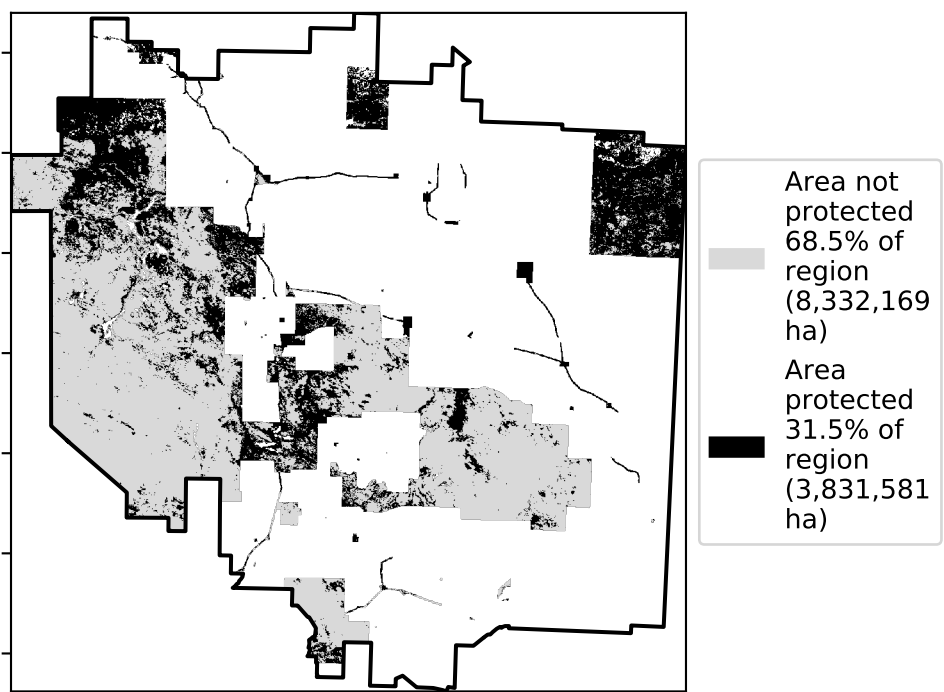 Area not
protected
68.5% of
region
(8,332,169
ha)
Area
protected
31.5% of
region
(3,831,581
ha)